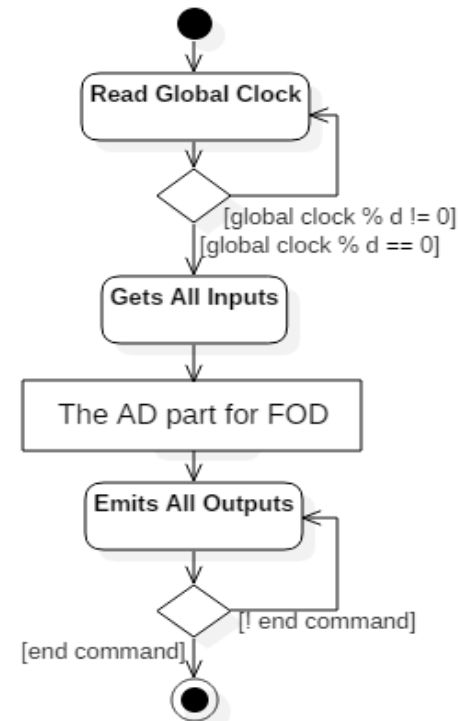 Read Global Clock
[global clock % d != 0]
[global clock % d == 0]
Gets All Inputs
The AD part for FOD
Emits All Outputs
[! end command]
[end command]